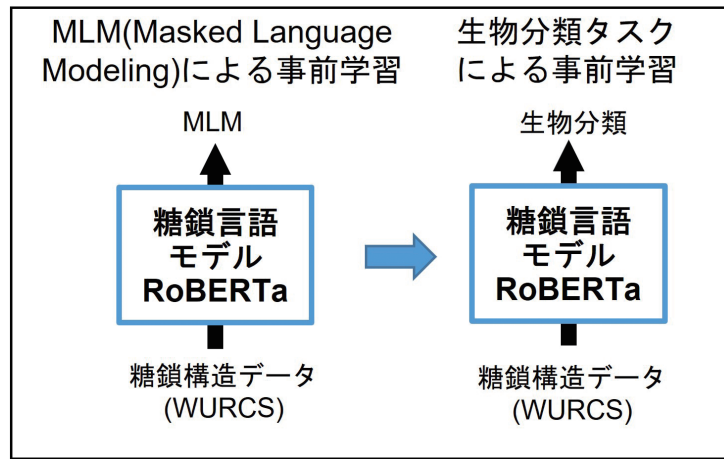 MLM(Masked Language
Modeling)による事前学習
MLM
糖鎖言語
モデル
RoBERTa
糖鎖構造データ
(WURCS)
生物分類タスク
による事前学習
生物分類
糖鎖言語
モデル
RoBERTa
糖鎖構造データ
(WURCS)